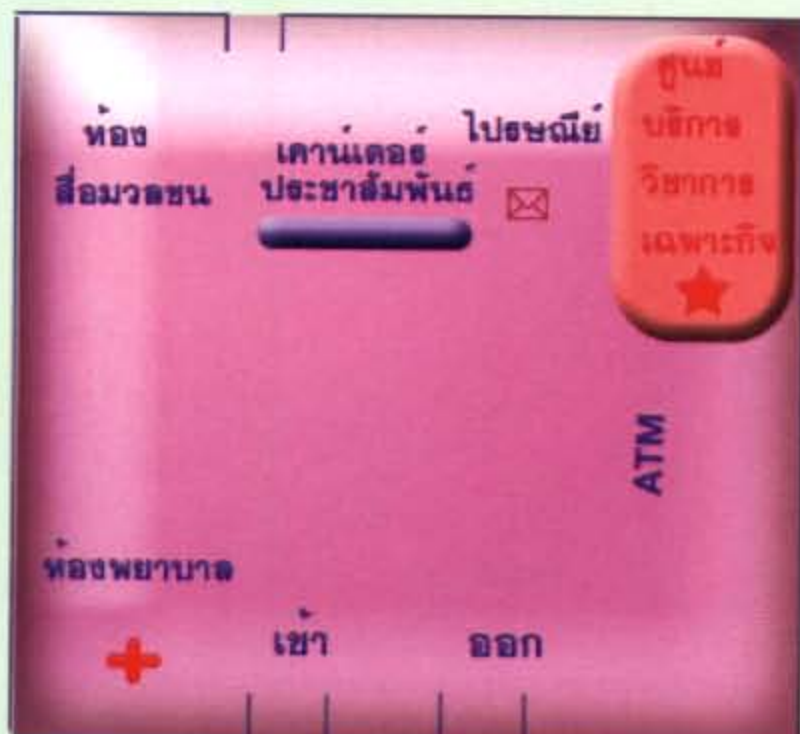 ห้อง
สื่อมวลชน
เคาน์เตอร์
ประชาสัมพันธ์
ไปรษณีย์
ศูนย์
บริการ
วิชาการ
เฉพาะกิจ
ATM
ห้องพยาบาล
เข้า
ออก